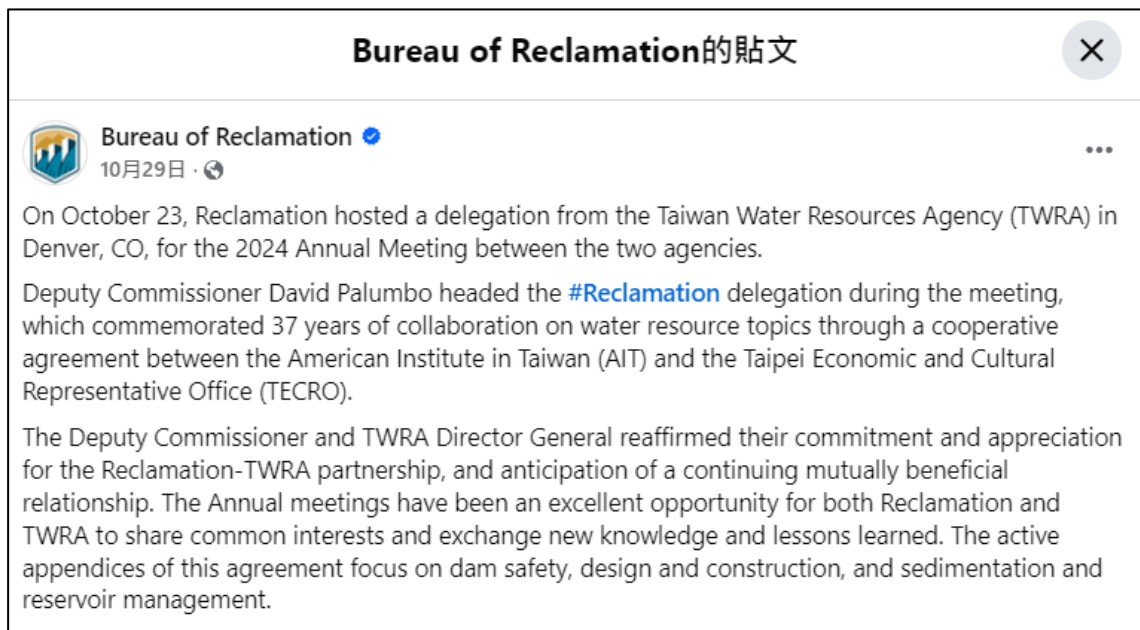 Bureau of Reclamation的貼文
Bureau of Reclamation
10月29日 ·
On October 23, Reclamation hosted a delegation from the Taiwan Water Resources Agency (TWRA) in
Denver, CO, for the 2024 Annual Meeting between the two agencies.
Deputy Commissioner David Palumbo headed the #Reclamation delegation during the meeting,
which commemorated 37 years of collaboration on water resource topics through a cooperative
agreement between the American Institute in Taiwan (AIT) and the Taipei Economic and Cultural
Representative Office (TECRO).
The Deputy Commissioner and TWRA Director General reaffirmed their commitment and appreciation
for the Reclamation-TWRA partnership, and anticipation of a continuing mutually beneficial
relationship. The Annual meetings have been an excellent opportunity for both Reclamation and
TWRA to share common interests and exchange new knowledge and lessons learned. The active
appendices of this agreement focus on dam safety, design and construction, and sedimentation and
reservoir management.